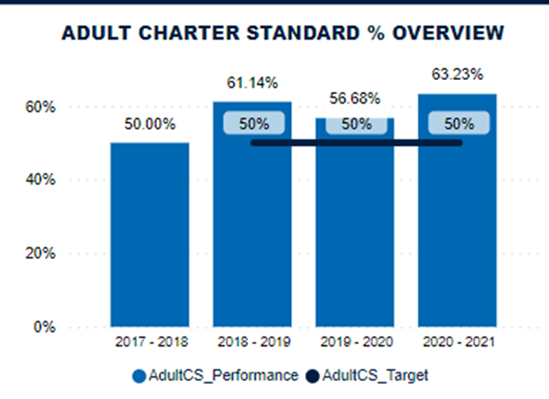 ADULT CHARTER STANDARD % OVERVIEW
63.23%
61.14%
56.68%
60%
50.00%
50%
50%
50%
40%
20%
0%
2017 - 2018
2018 - 2019
2019 - 2020
2020 - 2021
AdultCS_Performance
AdultCS_Target